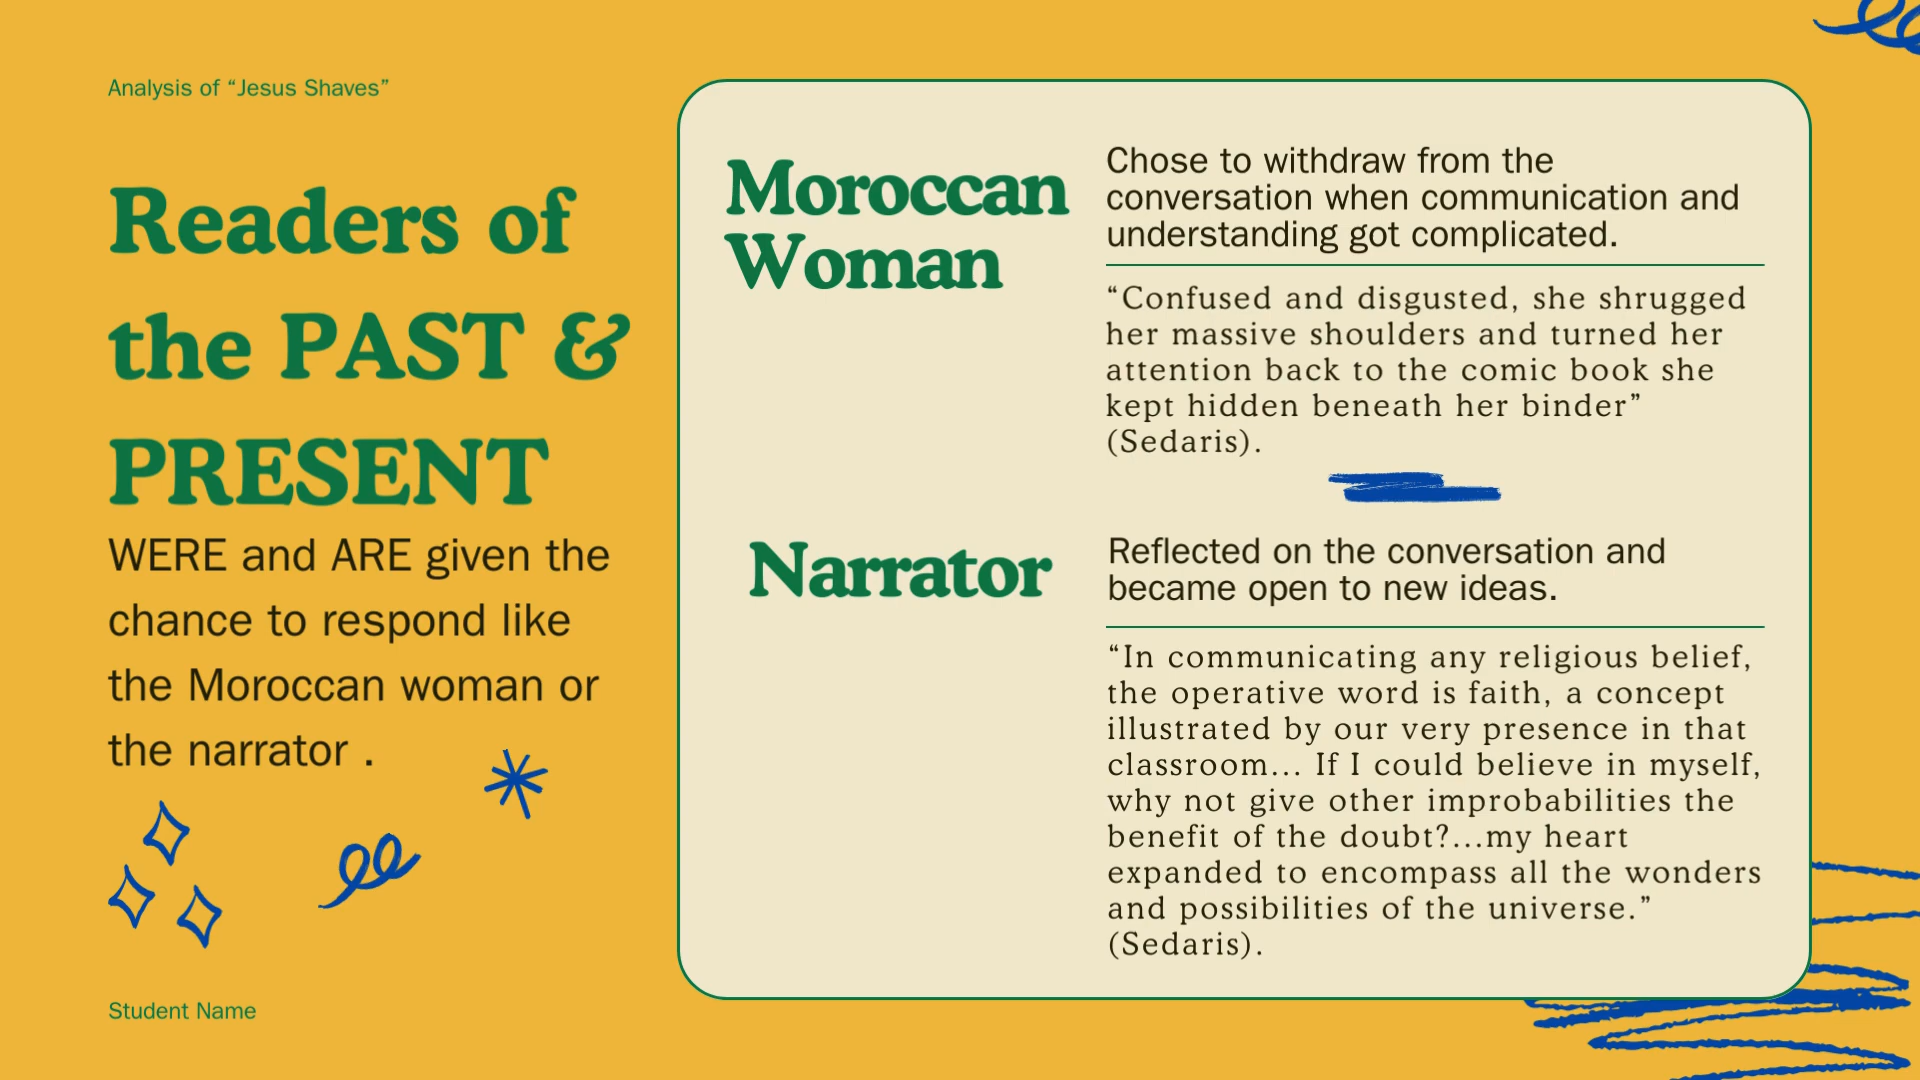 Analysis of “Jesus Shaves”
Readers of
the PAST &
PRESENT
WERE and ARE given the
chance to respond like
the Moroccan woman or
the narrator .
Student Name
Moroccan
Woman
Chose to withdraw from the
conversation when communication and
understanding got complicated.
“Confused and disgusted, she shrugged
her massive shoulders and turned her
attention back to the comic book she
kept hidden beneath her binder”
(Sedaris).
Narrator
Reflected on the conversation and
became open to new ideas.
“In communicating any religious belief,
the operative word is faith, a concept
illustrated by our very presence in that
classroom... If I could believe in myself,
why not give other improbabilities the
benefit of the doubt?...my heart
expanded to encompass all the wonders
and possibilities of the universe.”
(Sedaris).